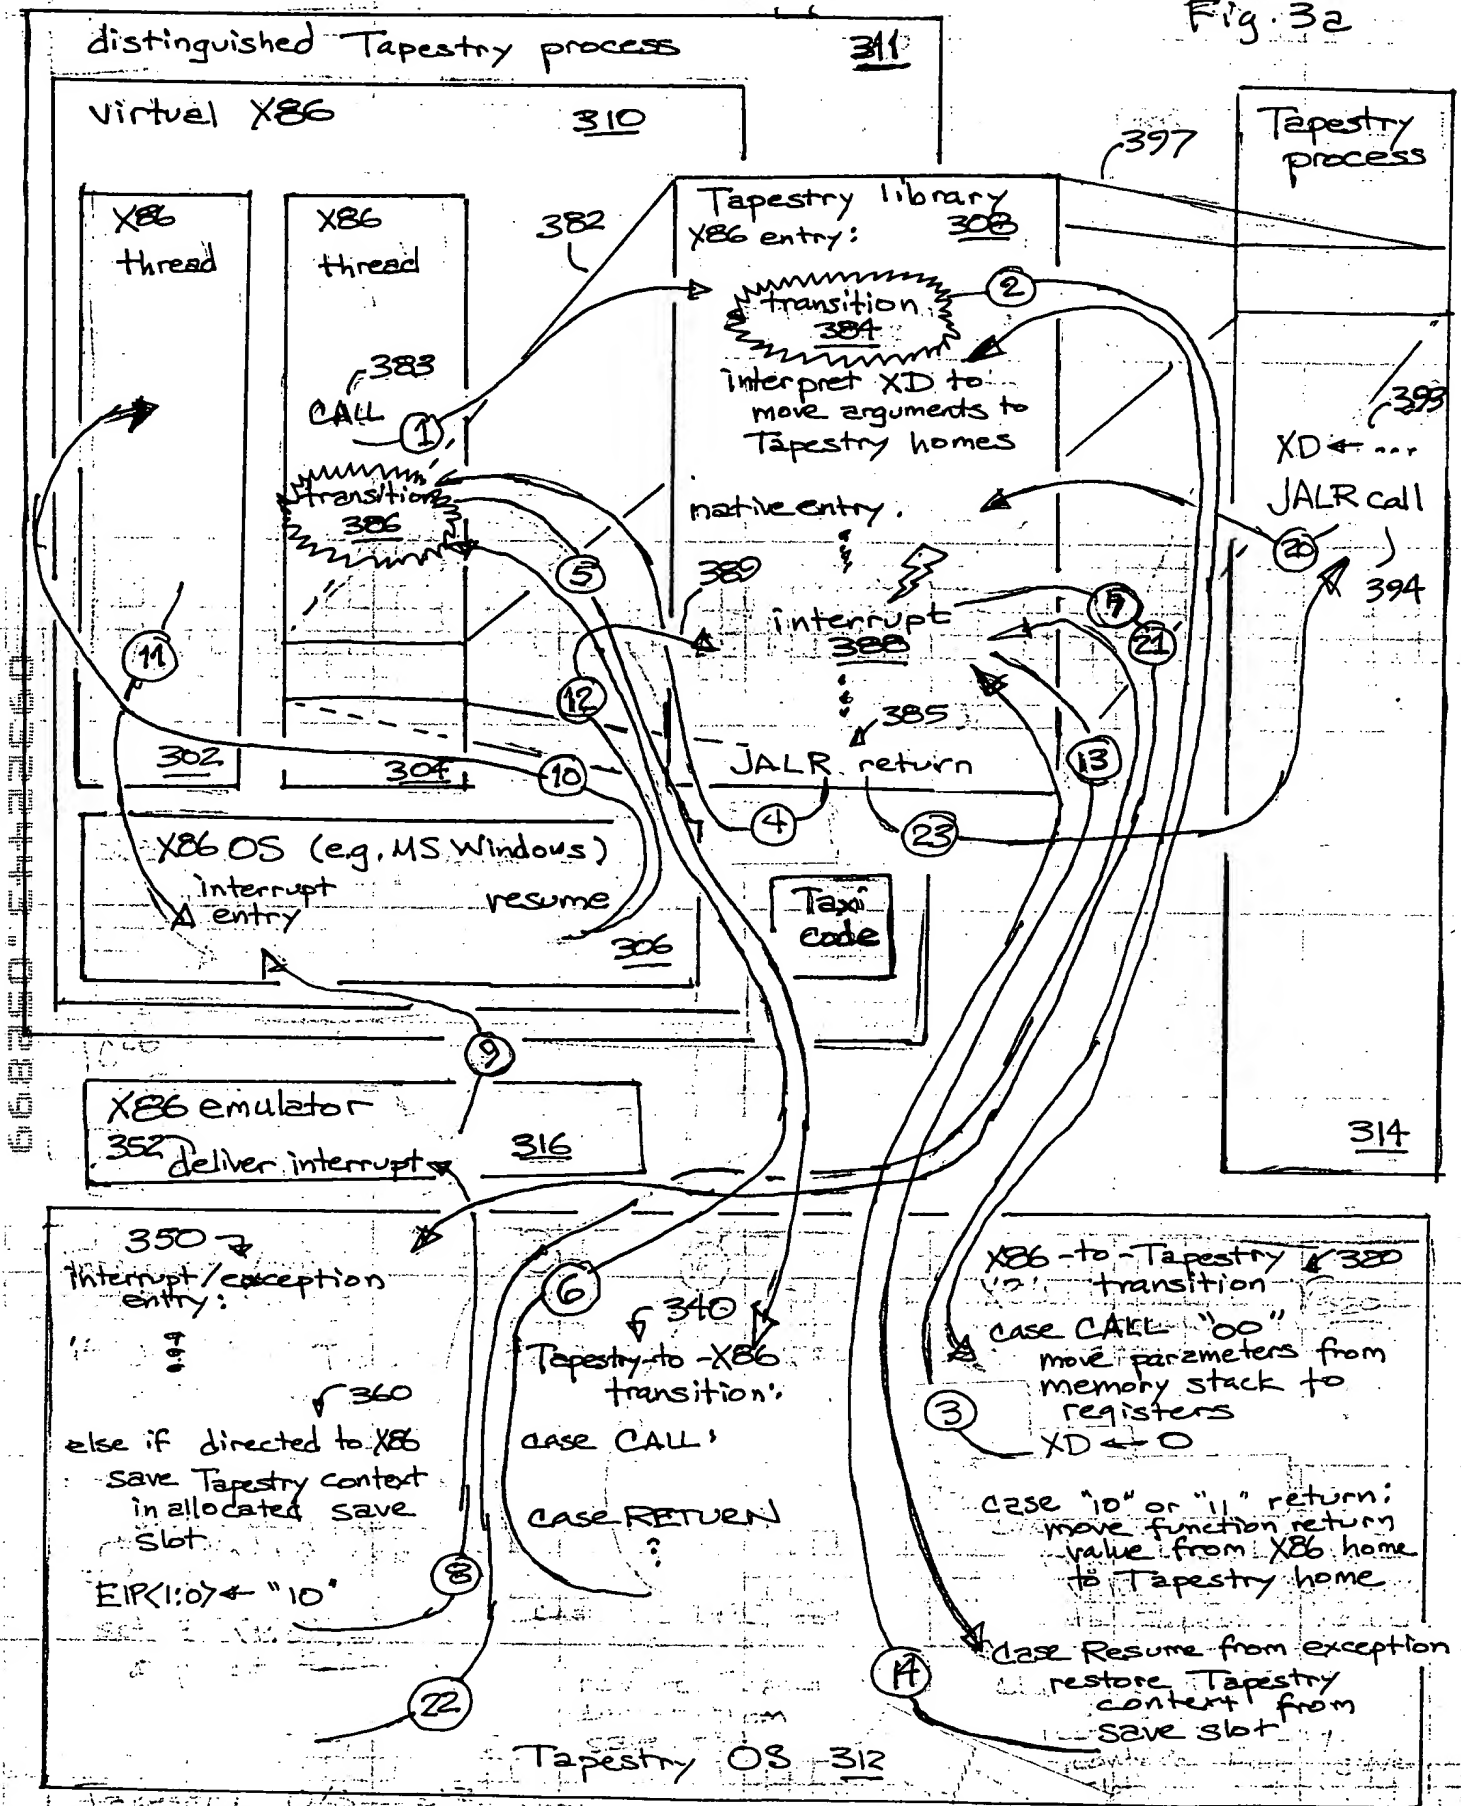 Fig. 3a
distinguished Tapestry process 311
Virtual X86 310
397
Tapestry
process
X86
thread
X86
thread
382
Tapestry library
X86 entry: 308
transition
384
2
interpret XD to
move arguments to
Tapestry homes
383
CALL
1
393
XD ← ...
JALR call
transition
386
native entry.
20
394
5
389
interrupt
388
21
11
12
385
13
302
304
10
JALR return
4
23
X86 OS (e.g. MS Windows)
interrupt
entry
resume
306
Taxi
code
9
X86 emulator
352 deliver interrupt
316
314
350
interrupt/exception
entry:
360
else if directed to X86
save Tapestry context
in allocated save
slot
EIP<1:0> ← "10"
8
22
6
340
Tapestry-to-X86
transition:
case CALL:
case RETURN
:
X86-to-Tapestry 380
transition
case CALL "00"
move parameters from
memory stack to
registers
3
XD ← 0
case "10" or "11" return:
move function return
value from X86 home
to Tapestry home
case Resume from exception
restore Tapestry
context from
save slot
14
Tapestry OS 312